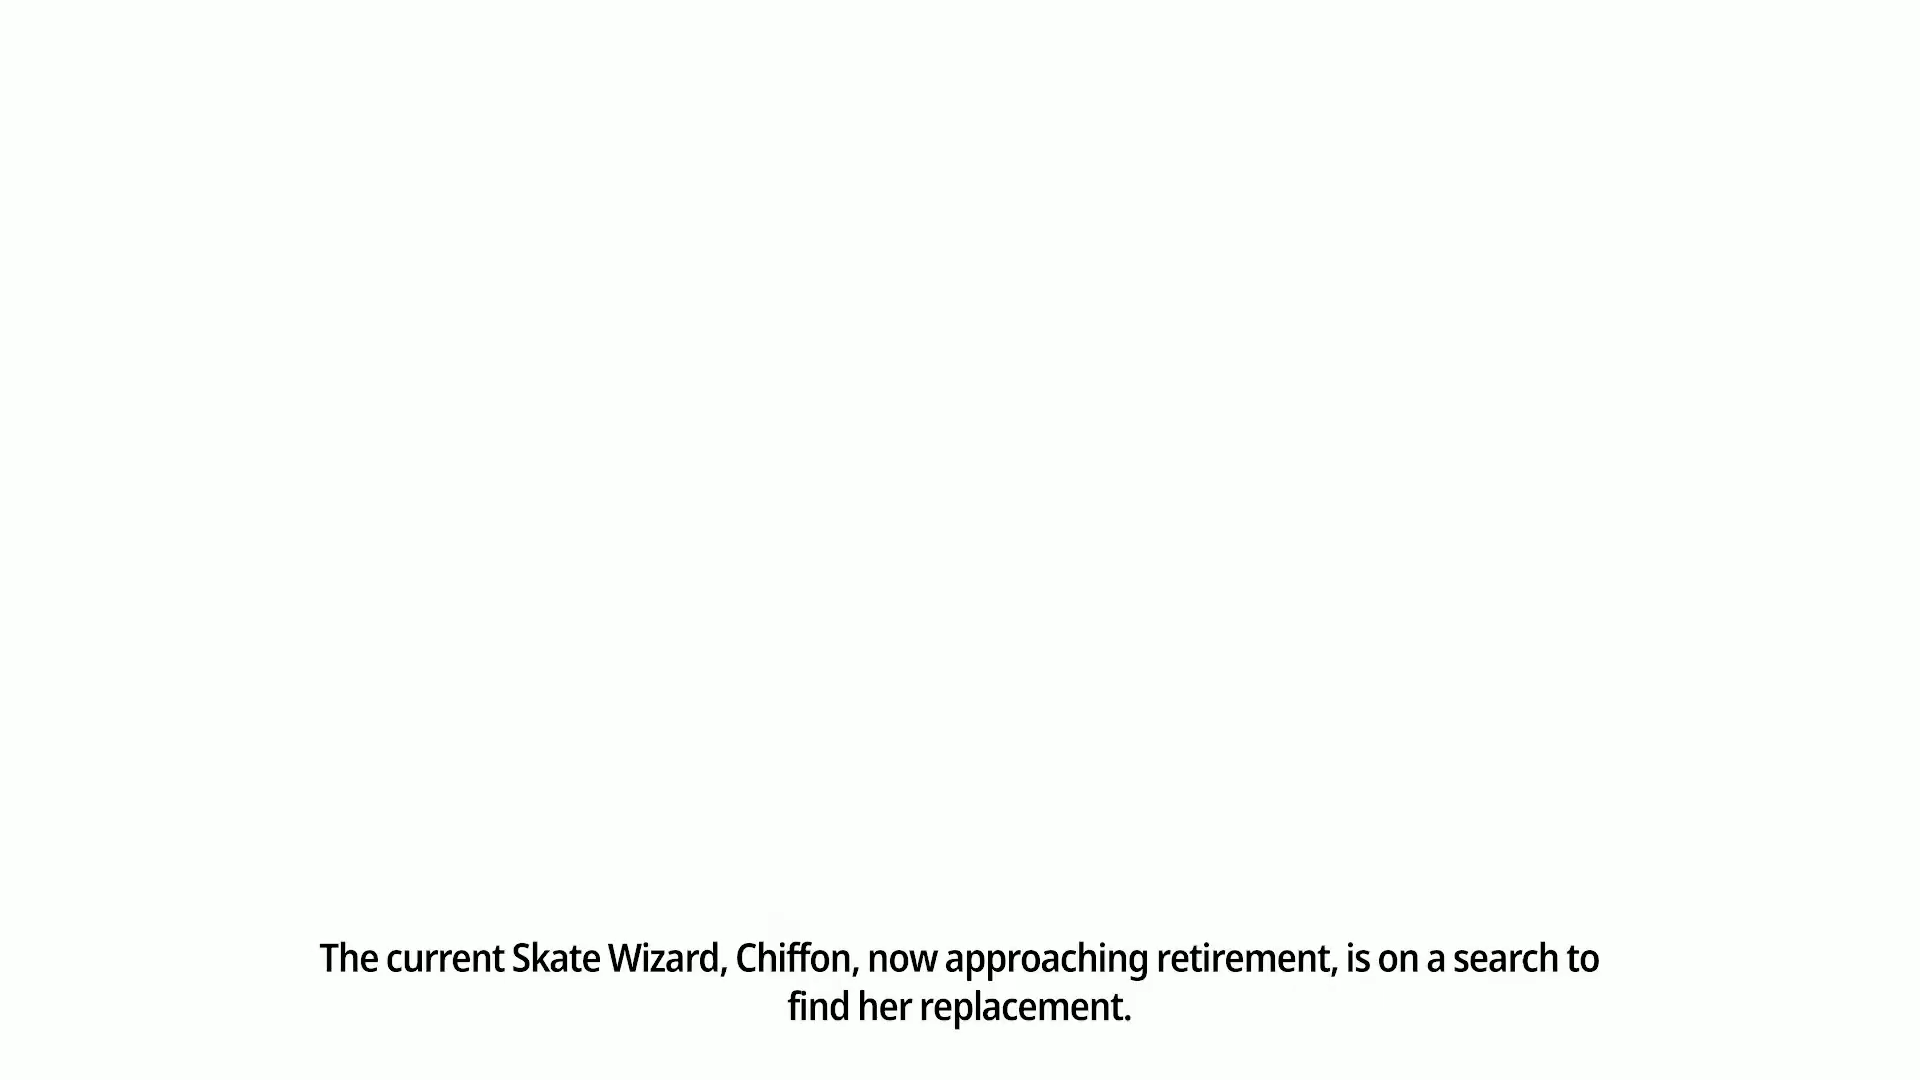 The current Skate Wizard, Chiffon, now approaching retirement, is on a search to
find her replacement.